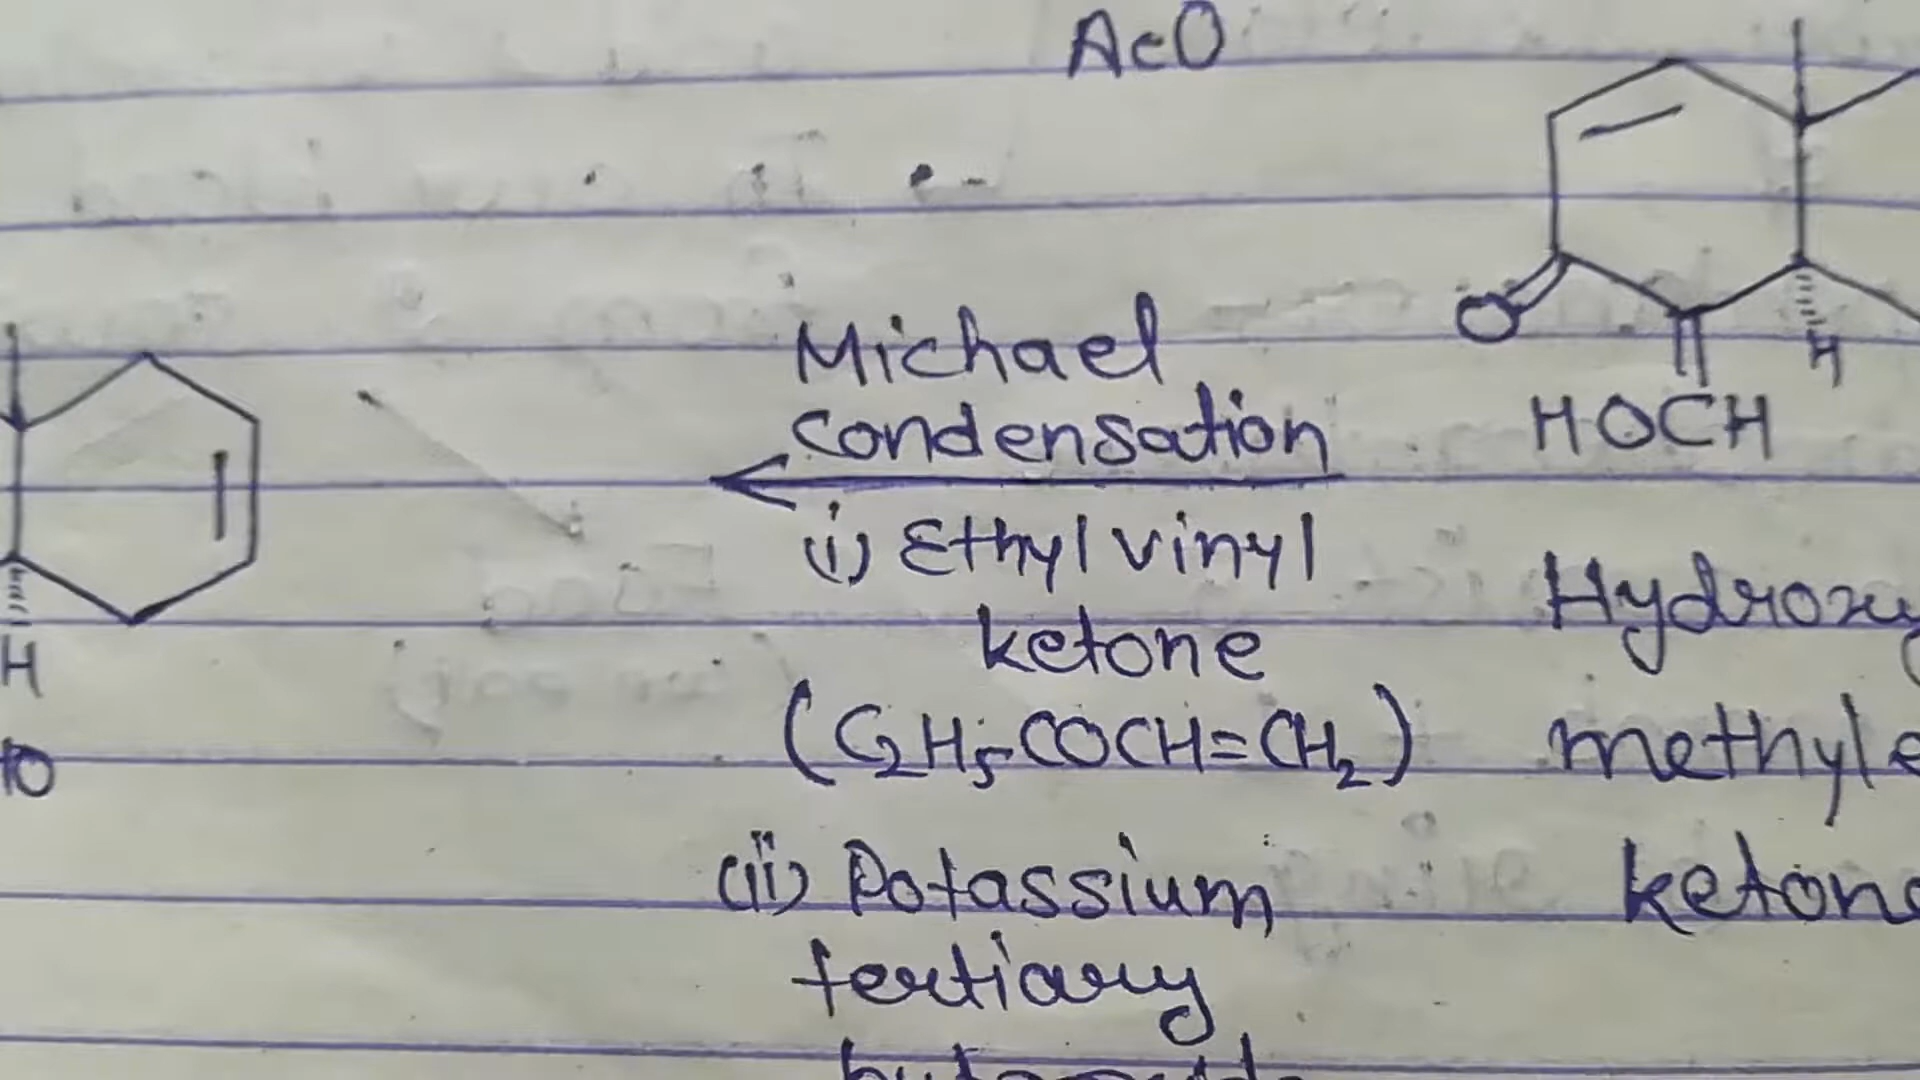 AcO
O
H
HOCH
Michael
condensation
(i) Ethyl vinyl
ketone
(C₂H₅COCH=CH₂)
(ii) Potassium
tertiary
H
Hydroxy
methyle
ketone